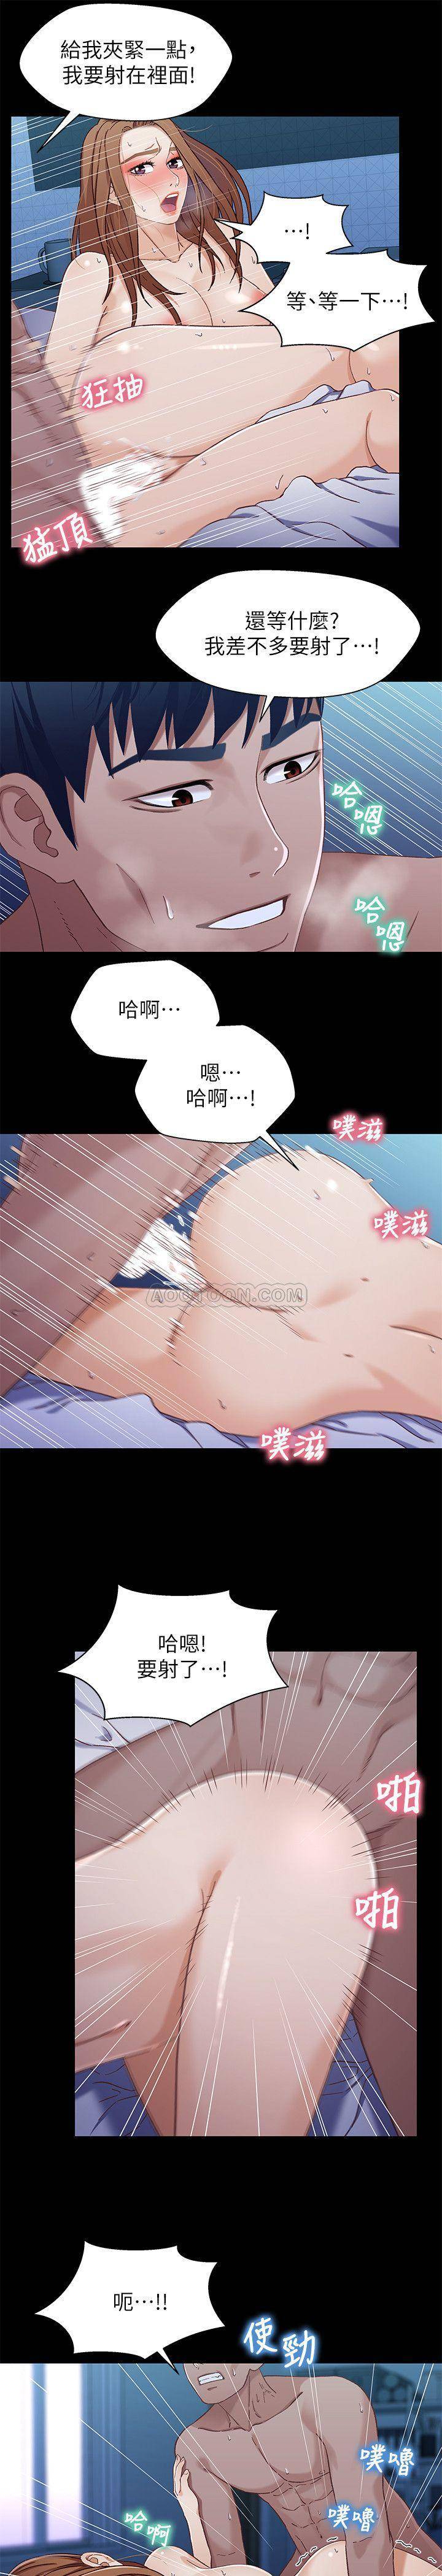 給我夾緊一點，
我要射在裡面!
⋯!
等、等一下⋯!
狂抽
猛頂
還等什麼?
我差不多要射了⋯!
哈
嗯
哈
嗯
哈啊⋯
嗯⋯
哈啊⋯!
噗滋
噗滋
AOCTOON.COM
噗滋
哈嗯!
要射了⋯!
啪
啪
呃⋯!!
使勁
噗嚕
噗嚕
哈啊